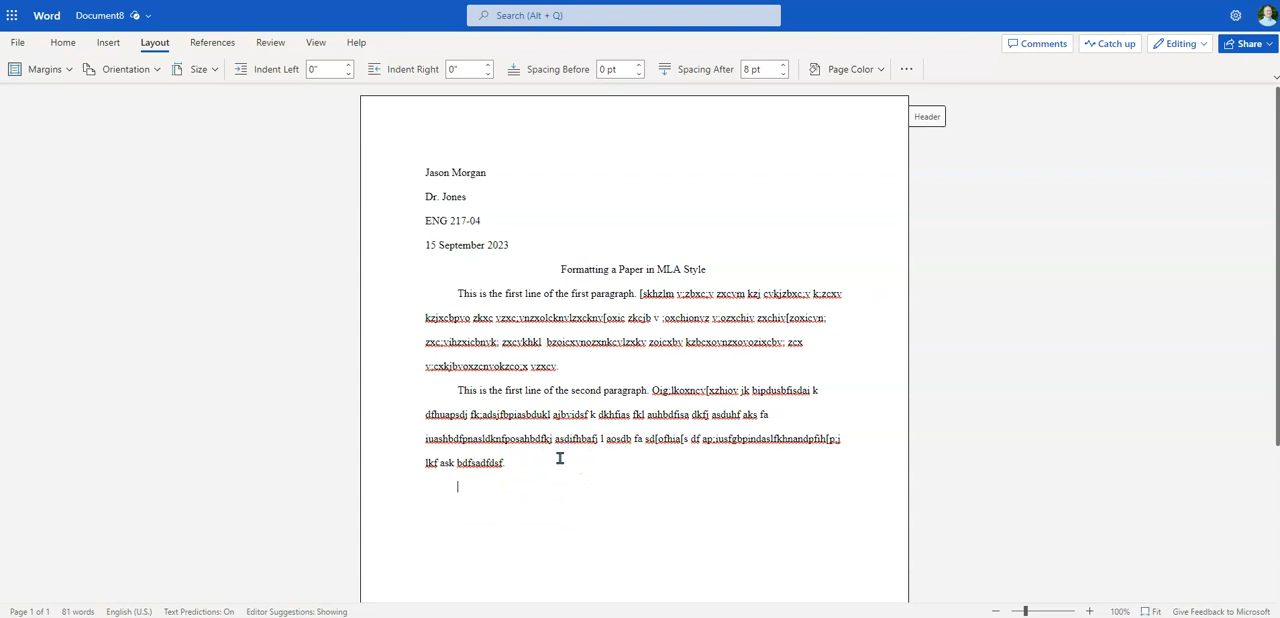 Word Document8 Search (Alt + Q)
File Home Insert Layout References Review View Help Comments Catch up Editing Share
Margins Orientation Size Indent Left 0" Indent Right 0" Spacing Before 0 pt Spacing After 8 pt Page Color
Header
Jason Morgan
Dr. Jones
ENG 217-04
15 September 2023
Formatting a Paper in MLA Style
This is the first line of the first paragraph. [skhzlm v;zbxc;v zxcvm kzj cvkjzbxc;v k;zcxv
kzjxcbpvo zkxc vzxc;vnzxolcknvlzxcknv[oxic zkcjb v ;oxchionvz v;ozxchiv zxchiv[zoxicvn;
zxc;vihzxicbnvk; zxcvkhkl bzoicxvnozxnkcvlzxkv zoicxbv kzbcxovnzxovozixcbv; zcx
v;cxkjbvoxzcnvokzco;x vzxcv.
This is the first line of the second paragraph. Oig;lkoxncv[xzhiov jk bipdusbfisdai k
dfhuapsdj fk;adsjfbpiasbdukl ajbvidsf k dkhfias fkl auhbdfisa dkfj asduhf aks fa
iuashbdfpnasldknfposahbdfkj asdifhbafj l aosdb fa sd[ofhia[s df ap;iusfgbpindaslfkhnandpfih[p;i
lkf ask bdfsadfdsf.
Page 1 of 1 81 words English (U.S.) Text Predictions: On Editor Suggestions: Showing 100% Fit Give Feedback to Microsoft